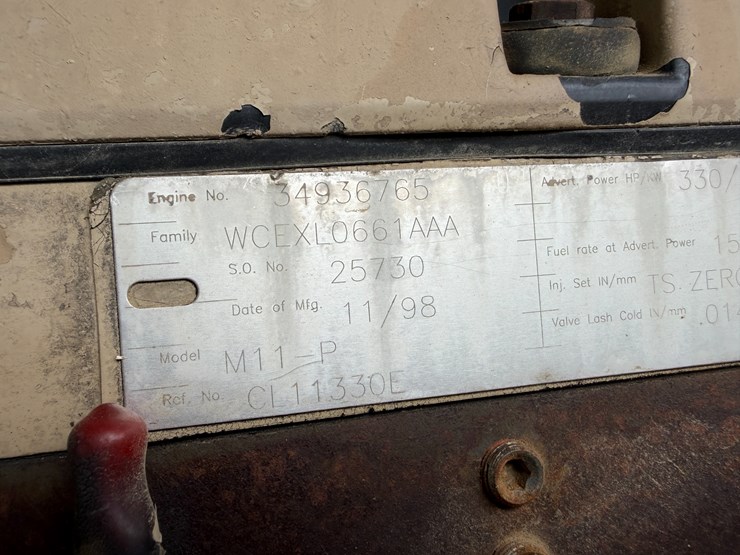 Engine No. 34936765
Family WCEXL0661AAA
S.O. No. 25730
Date of Mfg. 11/98
Model M11-P
Ref. No. CL11330E
Advert. Power HP/KW 330/
Fuel rate at Advert. Power 15
Inj. Set IN/mm TS. ZERO
Valve Lash Cold IN/mm .014